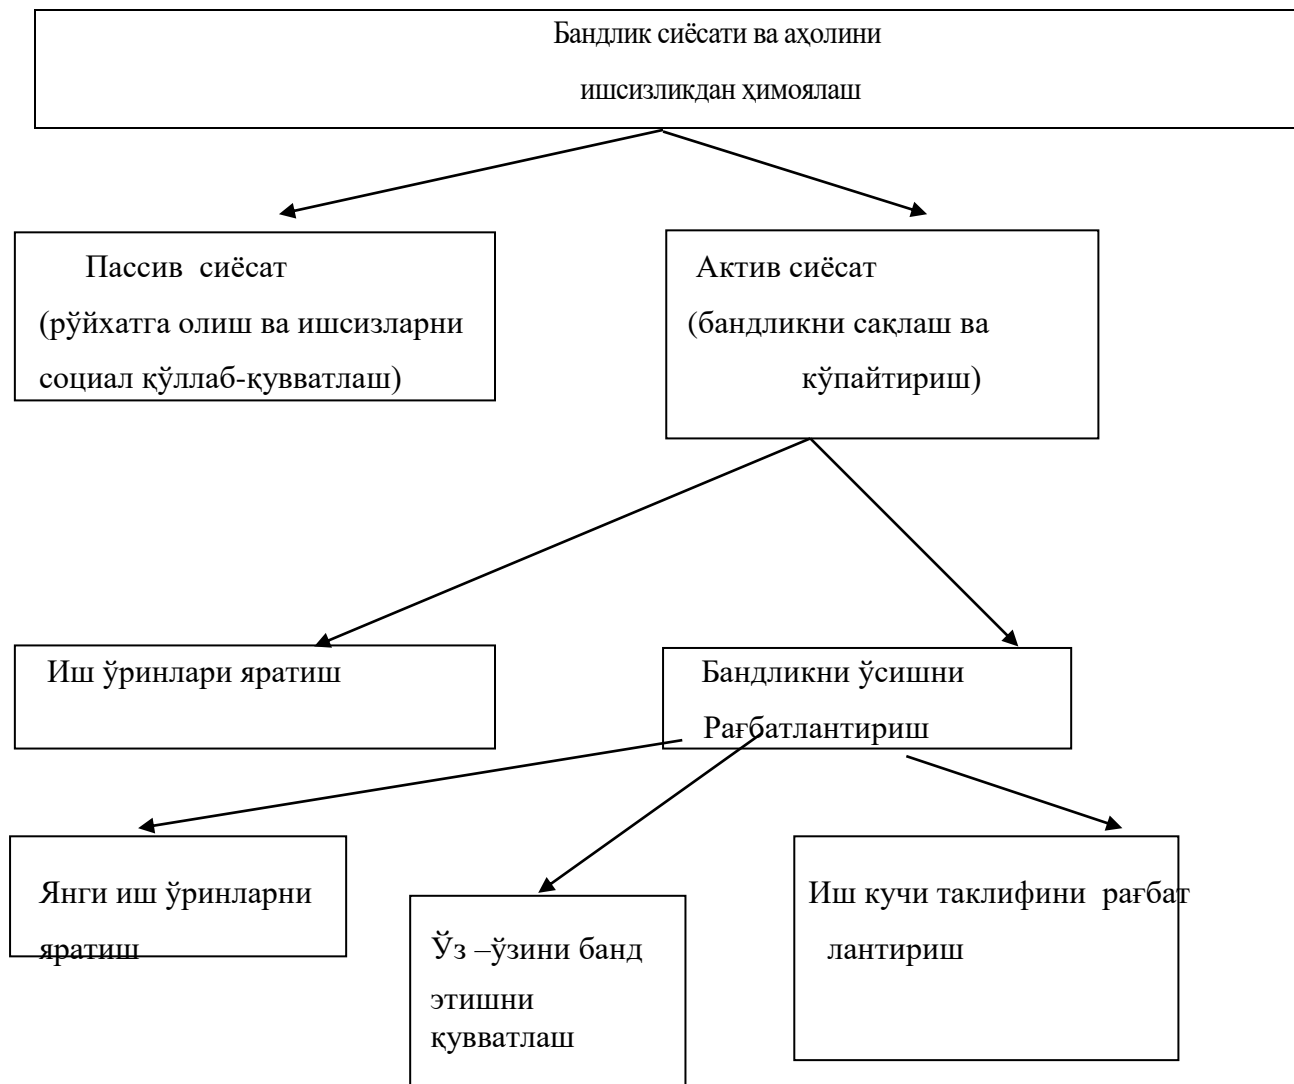 Бандлик сиёсати ва аҳолини
ишсизликдан ҳимоялаш
Пассив сиёсат
(рўйхатга олиш ва ишсизларни
социал қўллаб-қувватлаш)
Актив сиёсат
(бандликни сақлаш ва
кўпайтириш)
Иш ўринлари яратиш
Бандликни ўсишни
Рағбатлантириш
Янги иш ўринларни
яратиш
Ўз –ўзини банд
этишни
қувватлаш
Иш кучи таклифини рағбат
лантириш